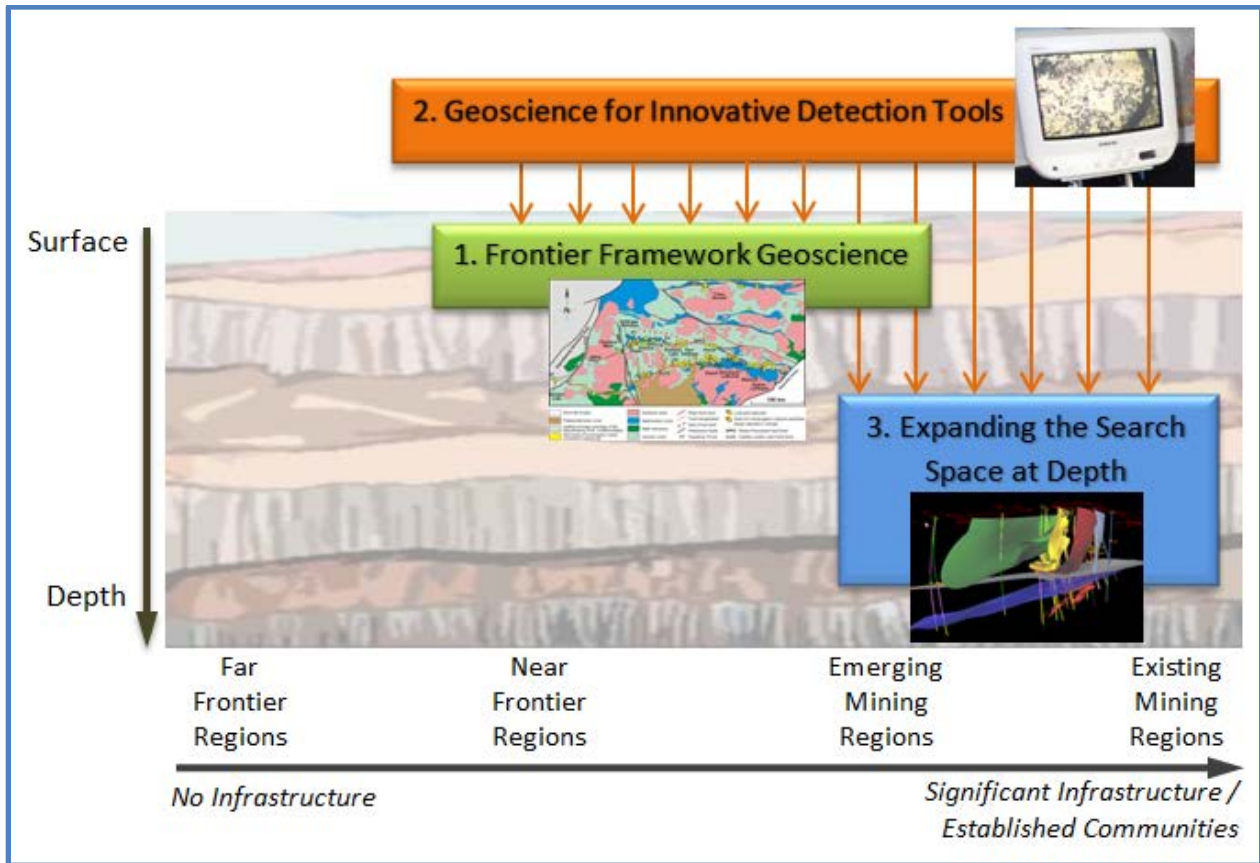 2. Geoscience for Innovative Detection Tools
Surface
1. Frontier Framework Geoscience
3. Expanding the Search
Space at Depth
Depth
Far
Frontier
Regions
Near
Frontier
Regions
Emerging
Mining
Regions
Existing
Mining
Regions
No Infrastructure
Significant Infrastructure /
Established Communities